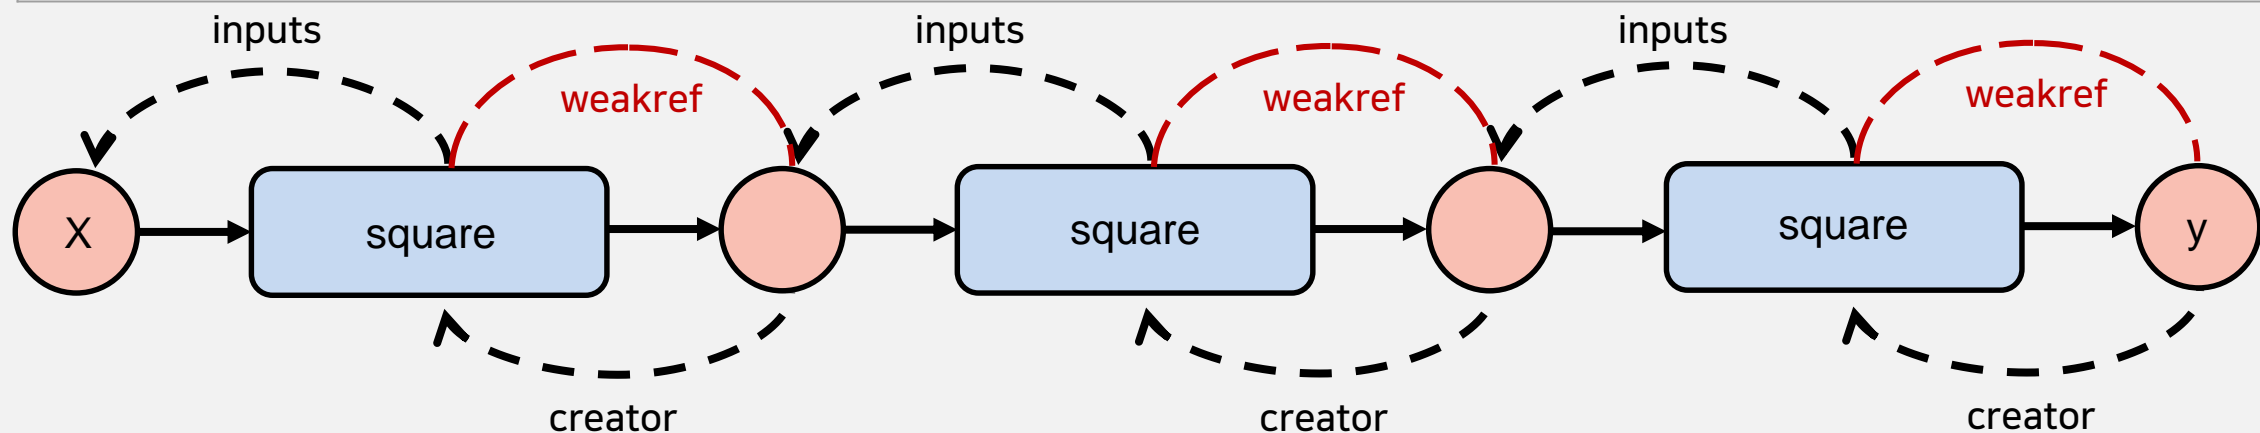 inputs
inputs
inputs
weakref
weakref
weakref
X
square
square
square
y
creator
creator
creator